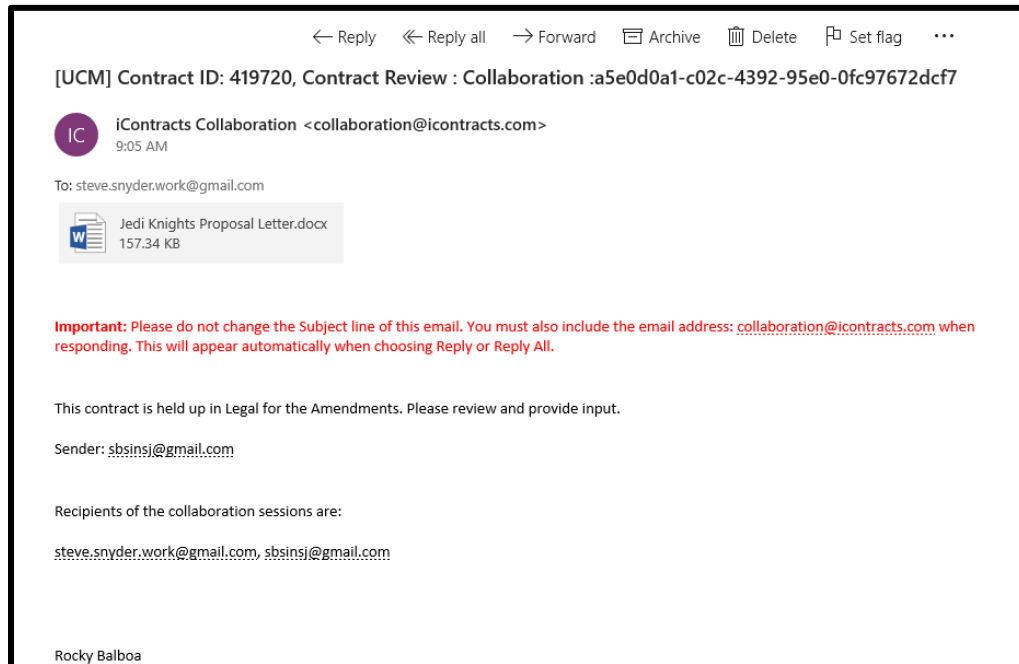 Reply Reply all Forward Archive Delete Set flag ...
[UCM] Contract ID: 419720, Contract Review : Collaboration :a5e0d0a1-c02c-4392-95e0-0fc97672dcf7
IC
iContracts Collaboration <collaboration@icontracts.com>
9:05 AM
To: steve.snyder.work@gmail.com
W
Jedi Knights Proposal Letter.docx
157.34 KB
Important: Please do not change the Subject line of this email. You must also include the email address: collaboration@icontracts.com when
responding. This will appear automatically when choosing Reply or Reply All.
This contract is held up in Legal for the Amendments. Please review and provide input.
Sender: sbsinsj@gmail.com
Recipients of the collaboration sessions are:
steve.snyder.work@gmail.com, sbsinsj@gmail.com
Rocky Balboa